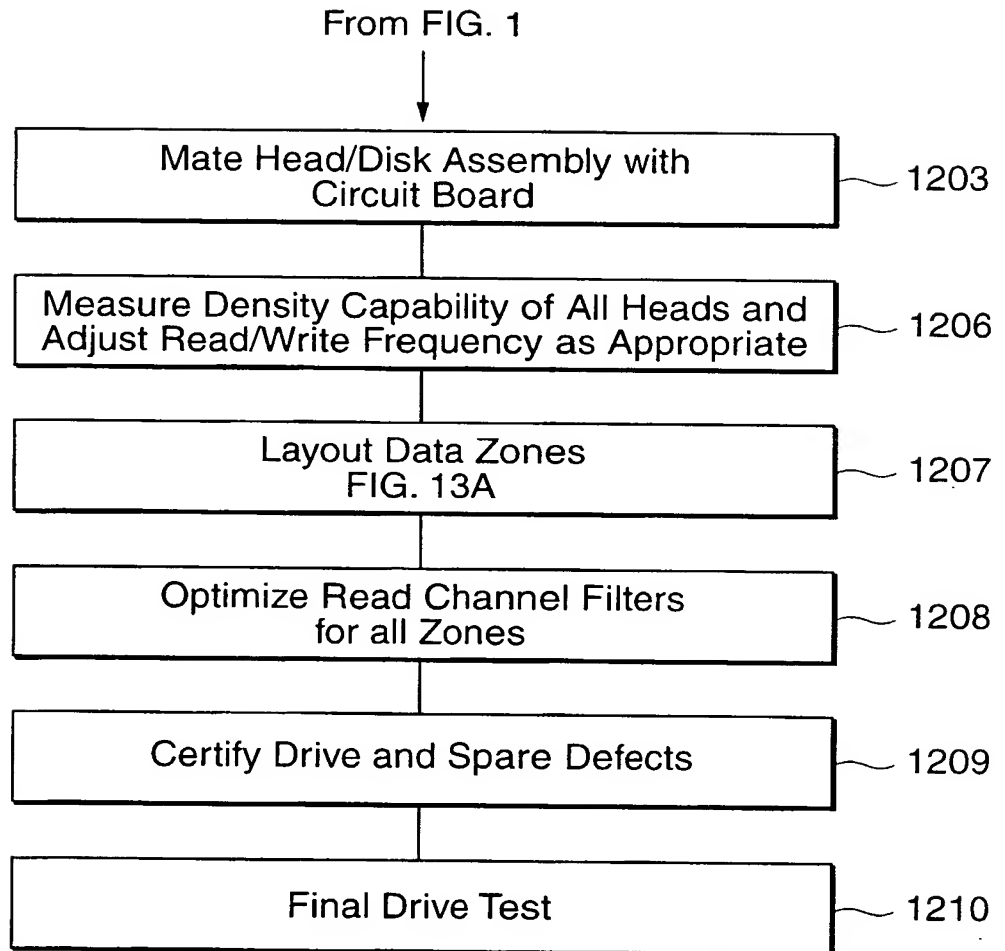 From FIG. 1
Mate Head/Disk Assembly with
Circuit Board
1203
Measure Density Capability of All Heads and
Adjust Read/Write Frequency as Appropriate
1206
Layout Data Zones
FIG. 13A
1207
Optimize Read Channel Filters
for all Zones
1208
Certify Drive and Spare Defects
1209
Final Drive Test
1210